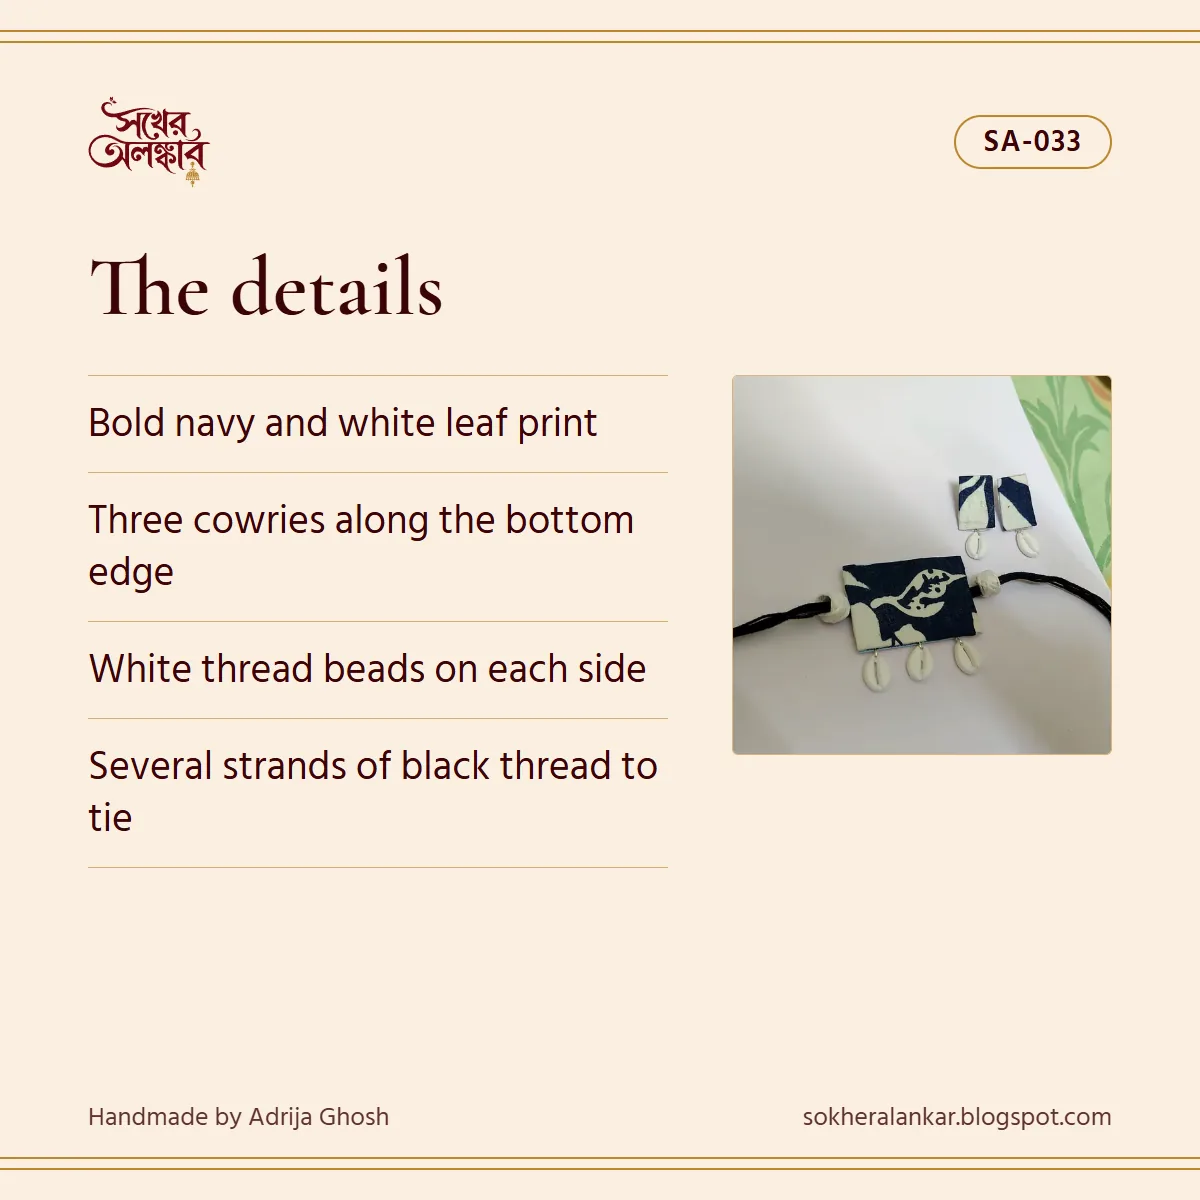 সখের
অলঙ্কার
SA-033
The details
Bold navy and white leaf print
Three cowries along the bottom
edge
White thread beads on each side
Several strands of black thread to
tie
Handmade by Adrija Ghosh
sokheralankar.blogspot.com